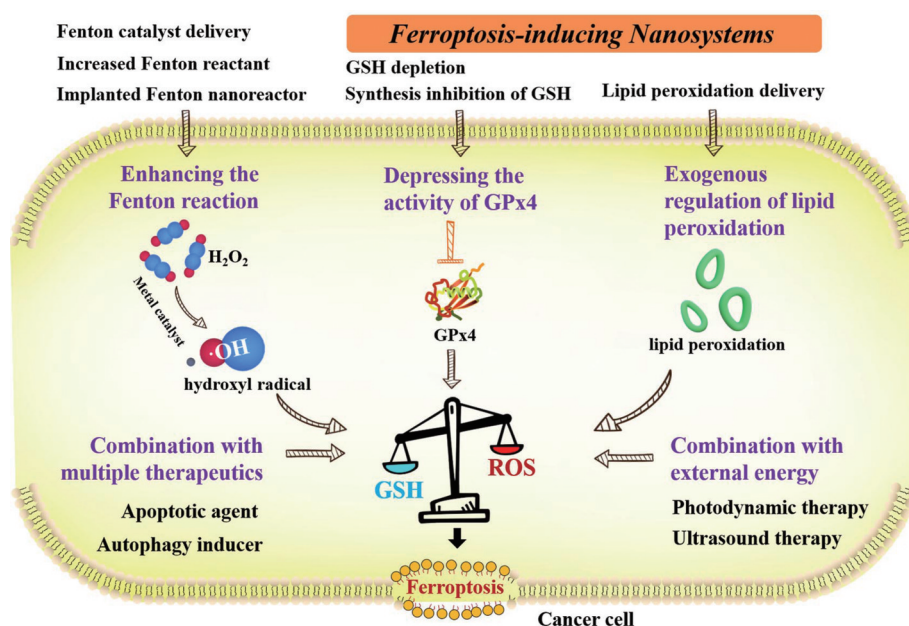 Ferroptosis-inducing Nanosystems
Fenton catalyst delivery
Increased Fenton reactant
Implanted Fenton nanoreactor
GSH depletion
Synthesis inhibition of GSH
Lipid peroxidation delivery
Enhancing the
Fenton reaction
H₂O₂
Metal catalyst
·OH
hydroxyl radical
Depressing the
activity of GPx4
GPx4
Exogenous
regulation of lipid
peroxidation
lipid peroxidation
Combination with
multiple therapeutics
Apoptotic agent
Autophagy inducer
GSH
ROS
Combination with
external energy
Photodynamic therapy
Ultrasound therapy
Ferroptosis
Cancer cell